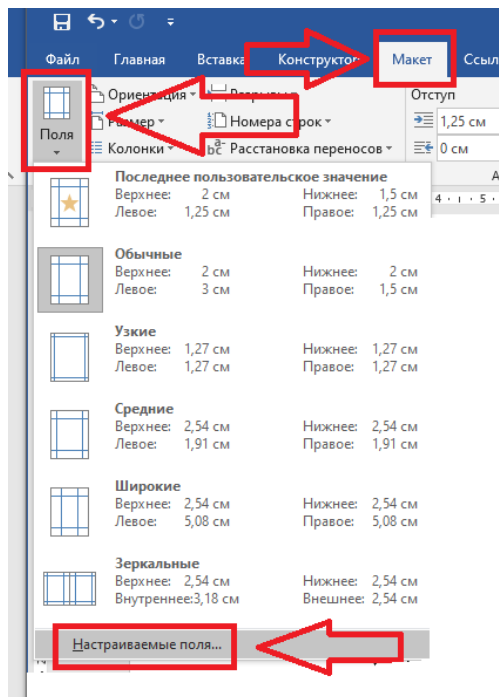 Файл Главная Вставка Конструктор Макет Ссыл
Поля
Ориентация
Размер
Номера строк
Колонки
Расстановка переносов
Отступ
1,25 см
0 см
4 5
Последнее пользовательское значение
Верхнее: 2 см Нижнее: 1,5 см
Левое: 1,25 см Правое: 1,25 см
Обычные
Верхнее: 2 см Нижнее: 2 см
Левое: 3 см Правое: 1,5 см
Узкие
Верхнее: 1,27 см Нижнее: 1,27 см
Левое: 1,27 см Правое: 1,27 см
Средние
Верхнее: 2,54 см Нижнее: 2,54 см
Левое: 1,91 см Правое: 1,91 см
Широкие
Верхнее: 2,54 см Нижнее: 2,54 см
Левое: 5,08 см Правое: 5,08 см
Зеркальные
Верхнее: 2,54 см Нижнее: 2,54 см
Внутреннее:3,18 см Внешнее: 2,54 см
Настраиваемые поля...